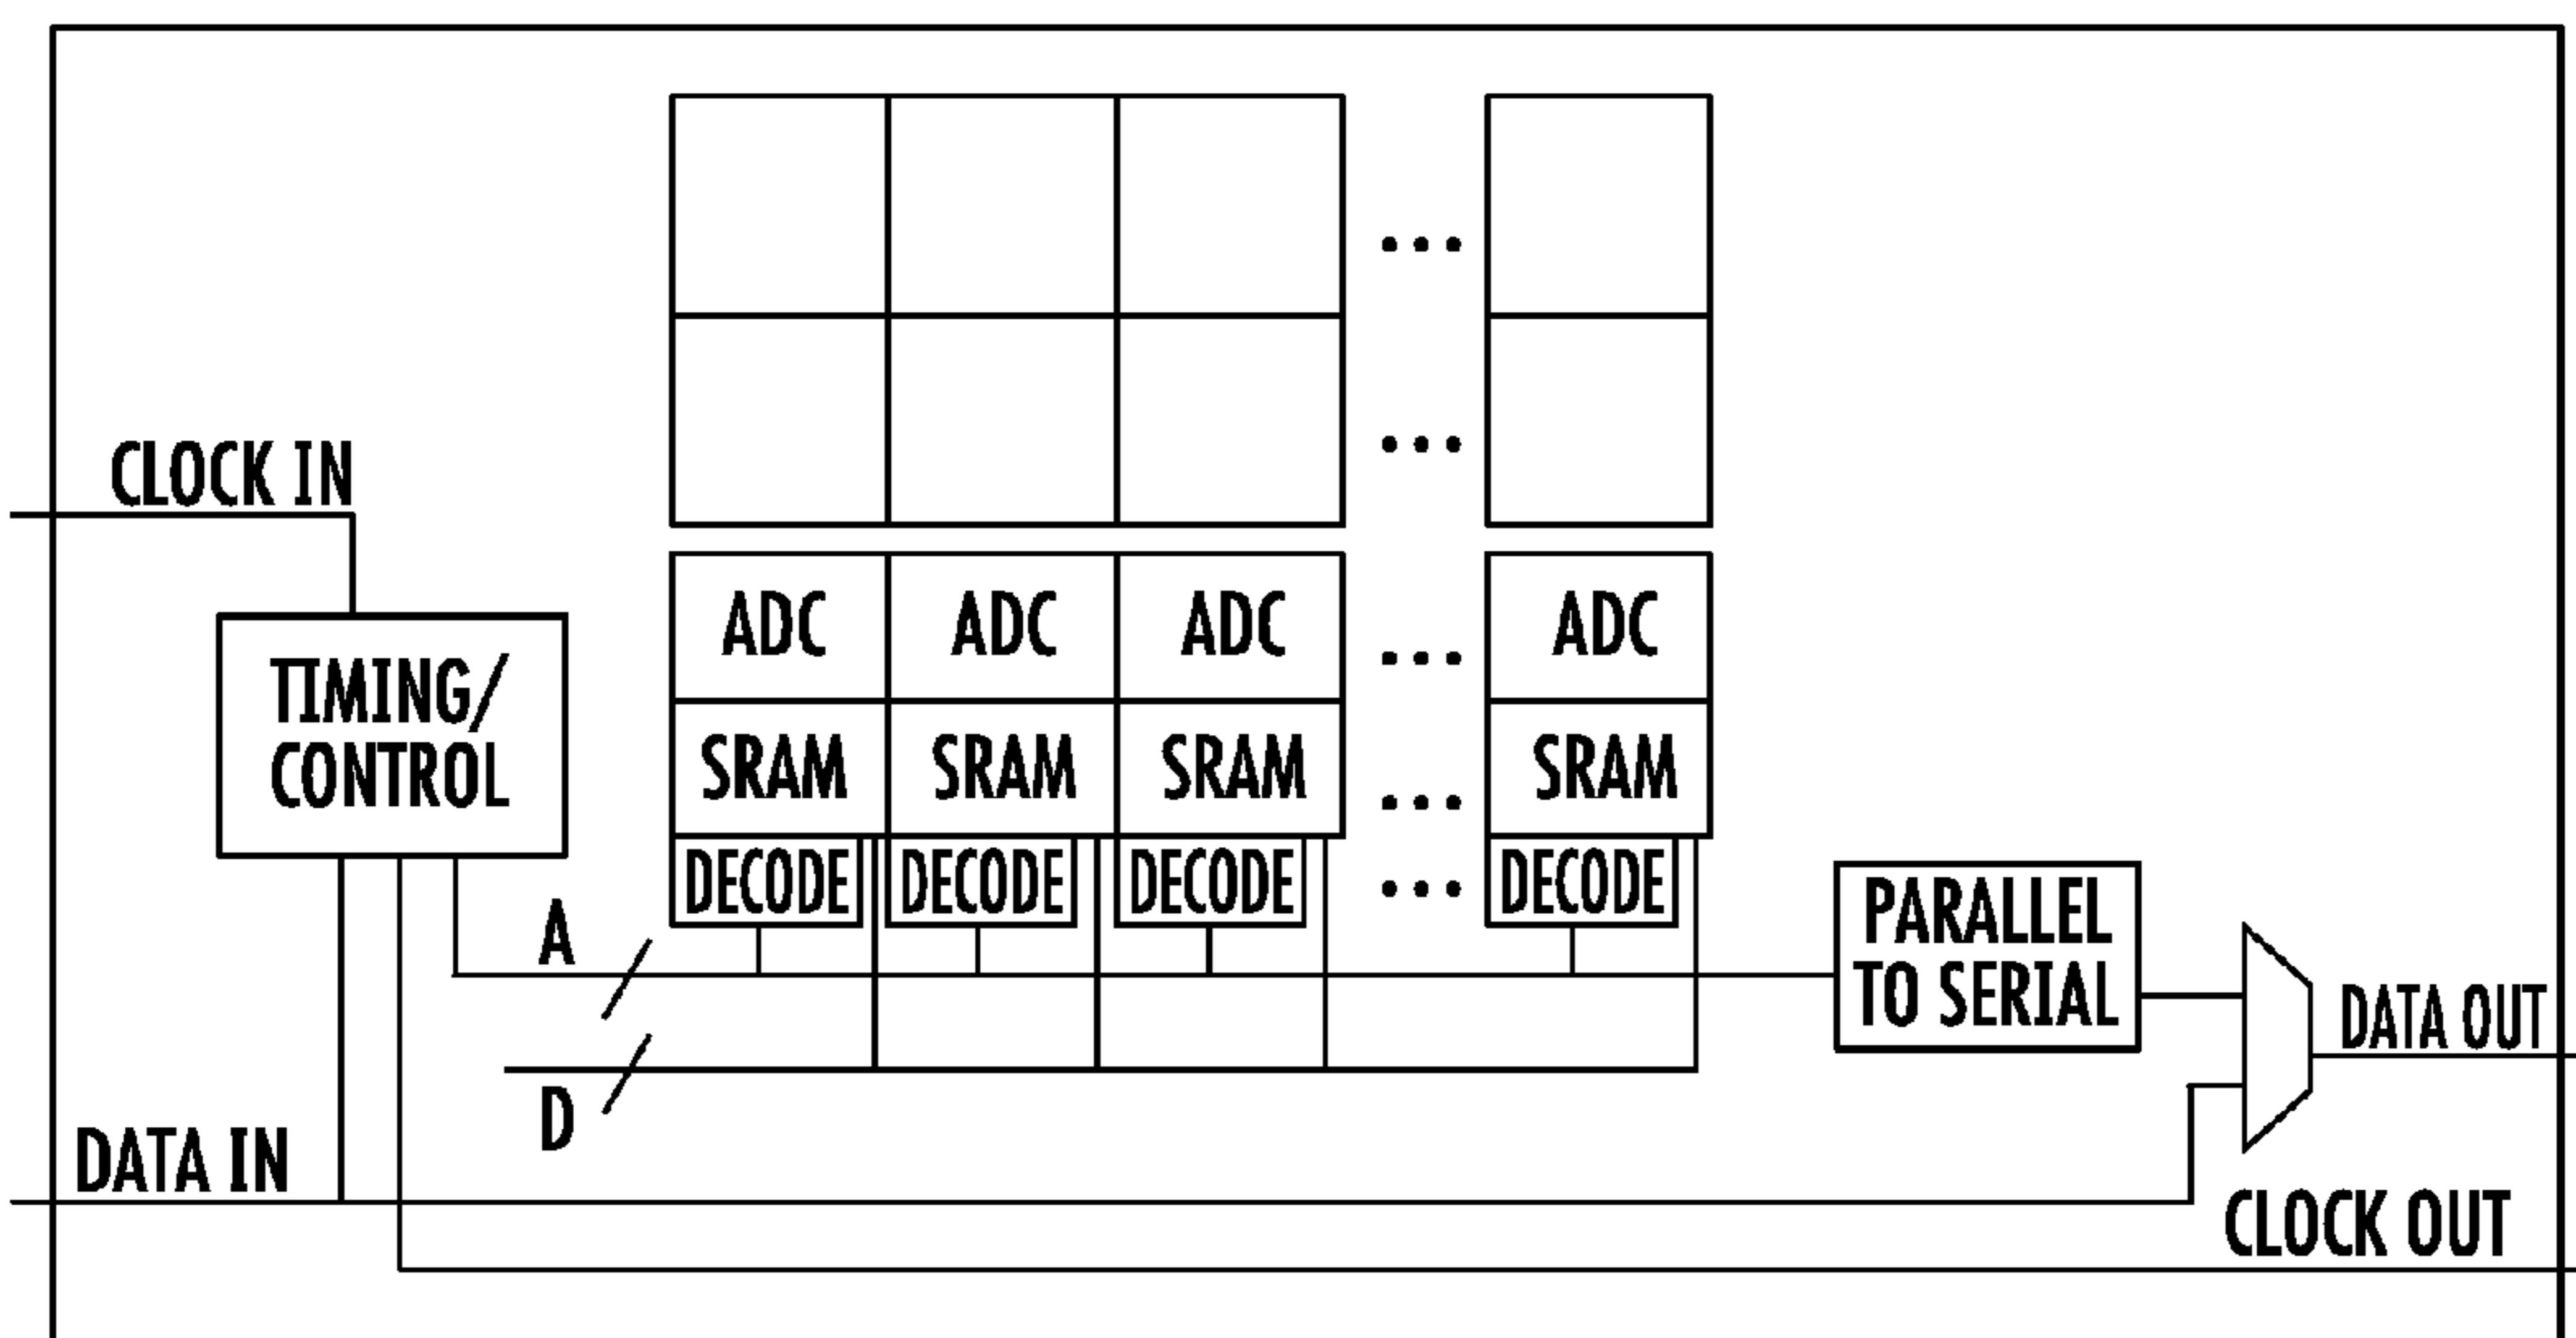 CLOCK IN
TIMING/
CONTROL
ADC ADC ADC ... ADC
SRAM SRAM SRAM ... SRAM
DECODE DECODE DECODE ... DECODE
A
D
PARALLEL
TO SERIAL
DATA OUT
DATA IN
CLOCK OUT